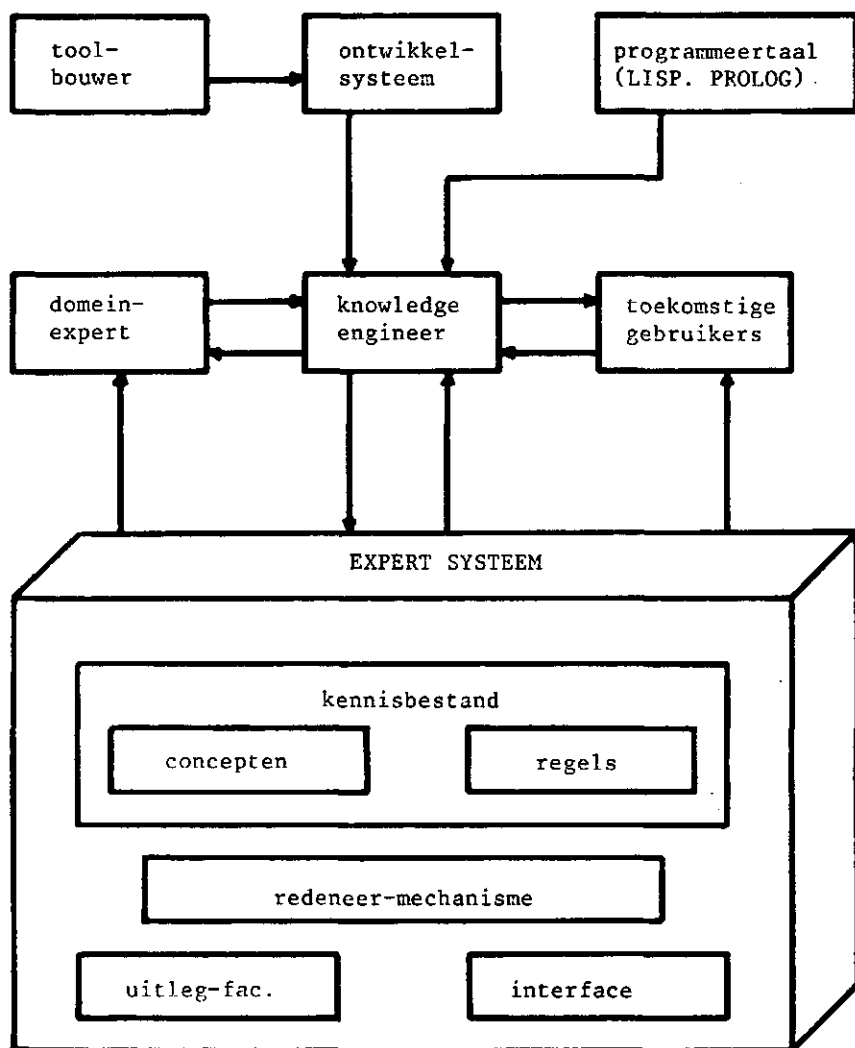 tool-
bouwer
ontwikkel-
systeem
programmeertaal
(LISP. PROLOG)
domein-
expert
knowledge
engineer
toekomstige
gebruikers
EXPERT SYSTEEM
kennisbestand
concepten
regels
redeneer-mechanisme
uitleg-fac.
interface